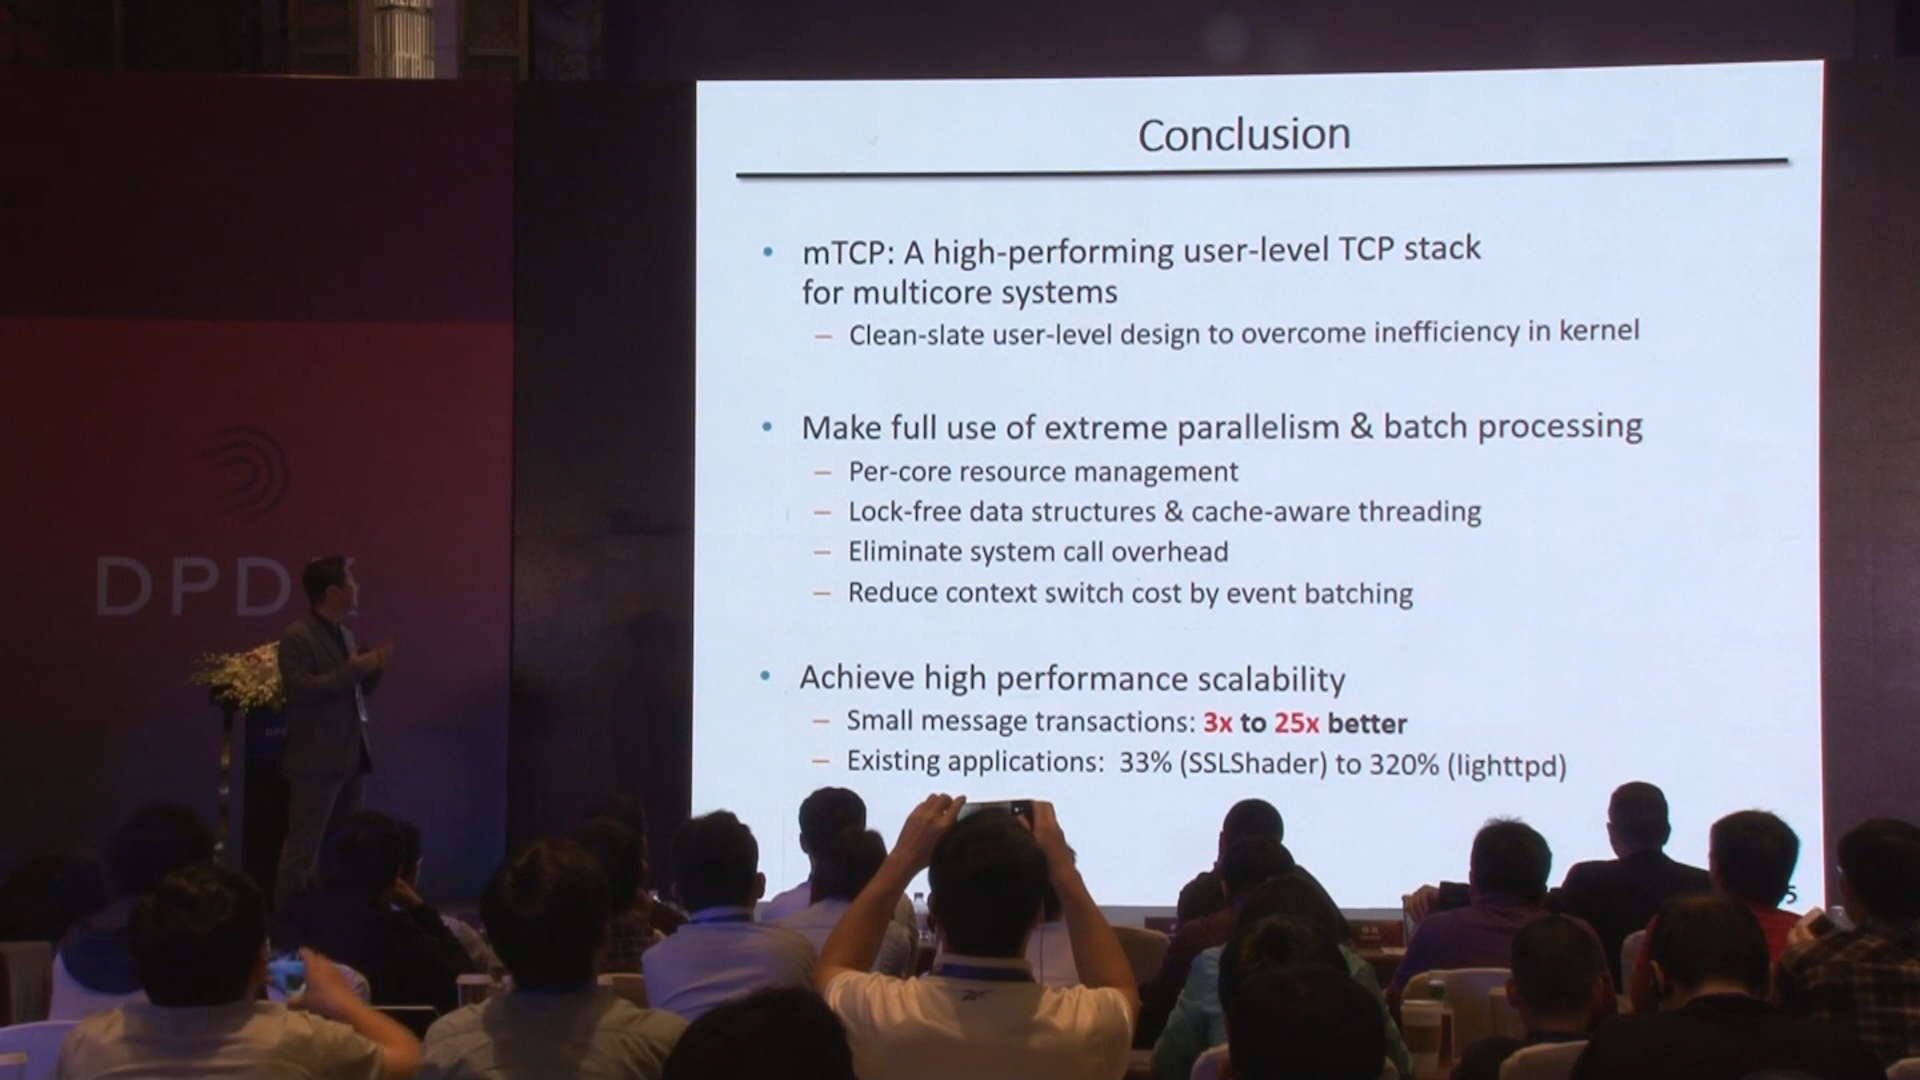 Conclusion
• mTCP: A high-performing user-level TCP stack
for multicore systems
– Clean-slate user-level design to overcome inefficiency in kernel
• Make full use of extreme parallelism & batch processing
– Per-core resource management
– Lock-free data structures & cache-aware threading
– Eliminate system call overhead
– Reduce context switch cost by event batching
• Achieve high performance scalability
– Small message transactions: 3x to 25x better
– Existing applications: 33% (SSLShader) to 320% (lighttpd)
DPDK